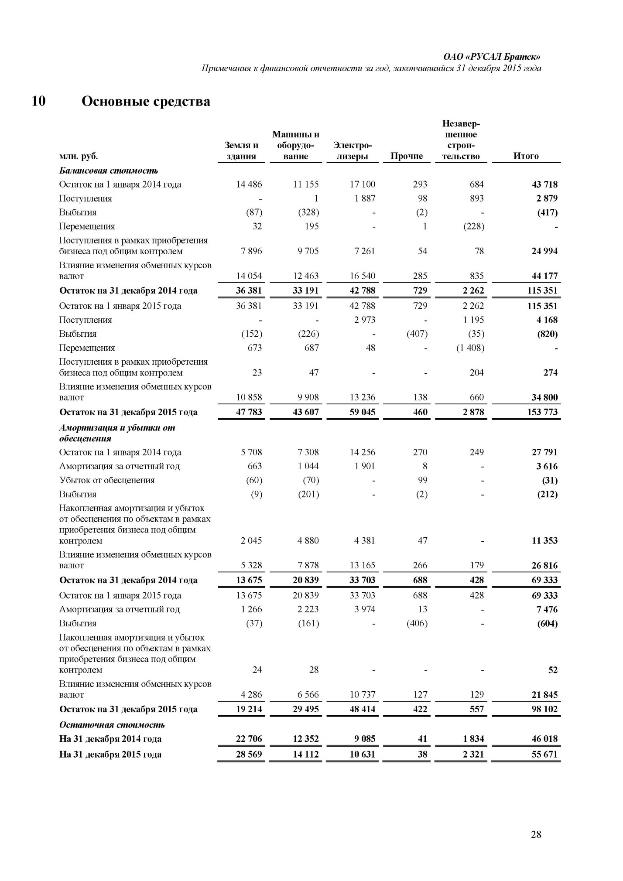 ОАО «РУСАЛ Братск»
Примечания к финансовой отчетности за год, закончившийся 31 декабря 2015 года
10 Основные средства
млн. руб. Земля и здания Машины и оборудо-вание Электро-лизеры Прочие Незавер-шенное строи-тельство Итого
Балансовая стоимость
Остаток на 1 января 2014 года 14 486 11 155 17 100 293 684 43 718
Поступления - 1 1 887 98 893 2 879
Выбытия (87) (328) - (2) - (417)
Перемещения 32 195 - 1 (228) -
Поступления в рамках приобретения
бизнеса под общим контролем 7 896 9 705 7 261 54 78 24 994
Влияние изменения обменных курсов
валют 14 054 12 463 16 540 285 835 44 177
Остаток на 31 декабря 2014 года 36 381 33 191 42 788 729 2 262 115 351
Остаток на 1 января 2015 года 36 381 33 191 42 788 729 2 262 115 351
Поступления - - 2 973 - 1 195 4 168
Выбытия (152) (226) - (407) (35) (820)
Перемещения 673 687 48 - (1 408) -
Поступления в рамках приобретения
бизнеса под общим контролем 23 47 - - 204 274
Влияние изменения обменных курсов
валют 10 858 9 908 13 236 138 660 34 800
Остаток на 31 декабря 2015 года 47 783 43 607 59 045 460 2 878 153 773
Амортизация и убытки от
обесценения
Остаток на 1 января 2014 года 5 708 7 308 14 256 270 249 27 791
Амортизация за отчетный год 663 1 044 1 901 8 - 3 616
Убыток от обесценения (60) (70) - 99 - (31)
Выбытия (9) (201) - (2) - (212)
Накопленная амортизация и убыток
от обесценения по объектам в рамках
приобретения бизнеса под общим
контролем 2 045 4 880 4 381 47 - 11 353
Влияние изменения обменных курсов
валют 5 328 7 878 13 165 266 179 26 816
Остаток на 31 декабря 2014 года 13 675 20 839 33 703 688 428 69 333
Остаток на 1 января 2015 года 13 675 20 839 33 703 688 428 69 333
Амортизация за отчетный год 1 266 2 223 3 974 13 - 7 476
Выбытия (37) (161) - (406) - (604)
Накопленная амортизация и убыток
от обесценения по объектам в рамках
приобретения бизнеса под общим
контролем 24 28 - - - 52
Влияние изменения обменных курсов
валют 4 286 6 566 10 737 127 129 21 845
Остаток на 31 декабря 2015 года 19 214 29 495 48 414 422 557 98 102
Остаточная стоимость
На 31 декабря 2014 года 22 706 12 352 9 085 41 1 834 46 018
На 31 декабря 2015 года 28 569 14 112 10 631 38 2 321 55 671
28